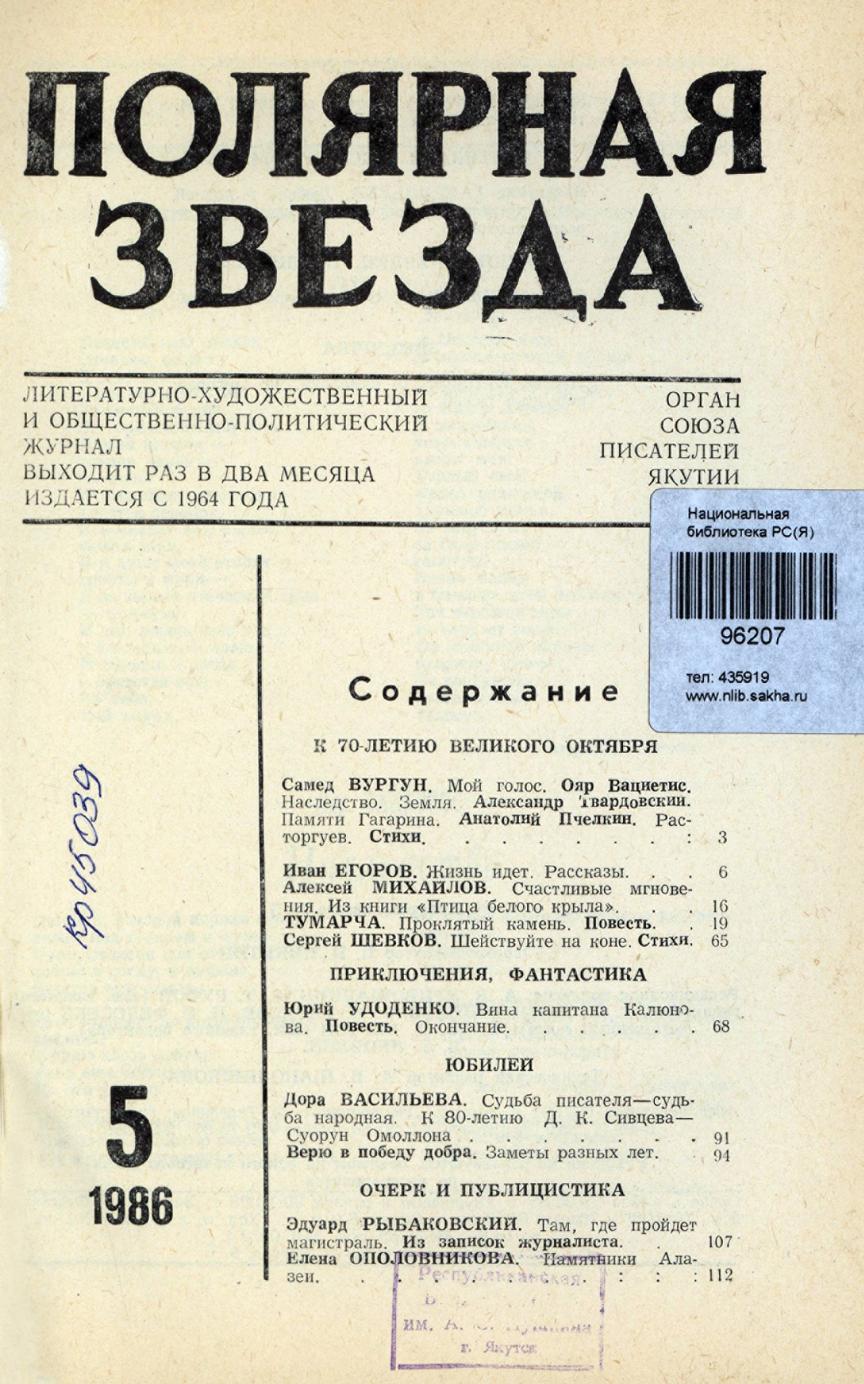 ПОЛЯРНАЯ
ЗВЕЗДА
ЛИТЕРАТУРНО-ХУДОЖЕСТВЕННЫЙ
И ОБЩЕСТВЕННО-ПОЛИТИЧЕСКИЙ
ЖУРНАЛ
ВЫХОДИТ РАЗ В ДВА МЕСЯЦА
ИЗДАЕТСЯ С 1964 ГОДА
ОРГАН
СОЮЗА
ПИСАТЕЛЕЙ
ЯКУТИИ
Национальная
библиотека РС(Я)
96207
тел: 435919
www.nlib.sakha.ru
Содержание
К 70-ЛЕТИЮ ВЕЛИКОГО ОКТЯБРЯ
Самед ВУРГУН. Мой голос. Ояр Вациетис.
Наследство. Земля. Александр Твардовский.
Памяти Гагарина. Анатолий Пчелкин. Рас-
торгуев. Стихи. . . . . . . : 3
Иван ЕГОРОВ. Жизнь идет. Рассказы. . . 6
Алексей МИХАЙЛОВ. Счастливые мгнове-
ния. Из книги «Птица белого крыла». . . 16
ТУМАРЧА. Проклятый камень. Повесть. . 19
Сергей ШЕВКОВ. Шействуйте на коне. Стихи. 65
ПРИКЛЮЧЕНИЯ, ФАНТАСТИКА
Юрий УДОДЕНКО. Вина капитана Калюно-
ва. Повесть. Окончание. . . . . . 68
ЮБИЛЕЙ
Дора ВАСИЛЬЕВА. Судьба писателя—судь-
ба народная. К 80-летию Д. К. Сивцева—
Суорун Омоллона . . . . . . . 91
Верю в победу добра. Заметы разных лет. 94
ОЧЕРК И ПУБЛИЦИСТИКА
Эдуард РЫБАКОВСКИЙ. Там, где пройдет
магистраль. Из записок журналиста. . 107
Елена ОПОЛОВНИКОВА. Памятники Ала-
зеи. . . . . . . . . : : : 112
кр45039
5
1986
Республиканская
им. А. С. Пушкина
г. Якутск